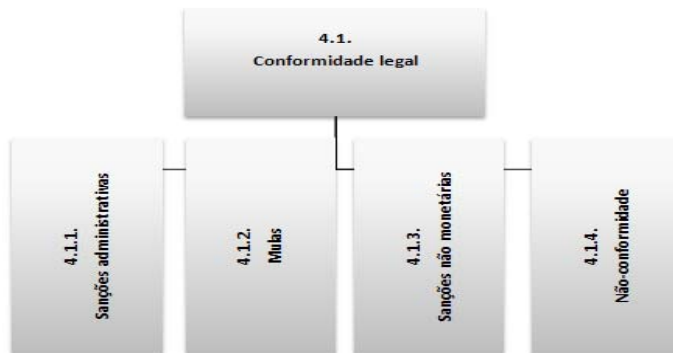 4.1.
Conformidade legal
4.1.1.
Sanções administrativas
4.1.2.
Mulas
4.1.3.
Sanções não monetárias
4.1.4.
Não-conformidade